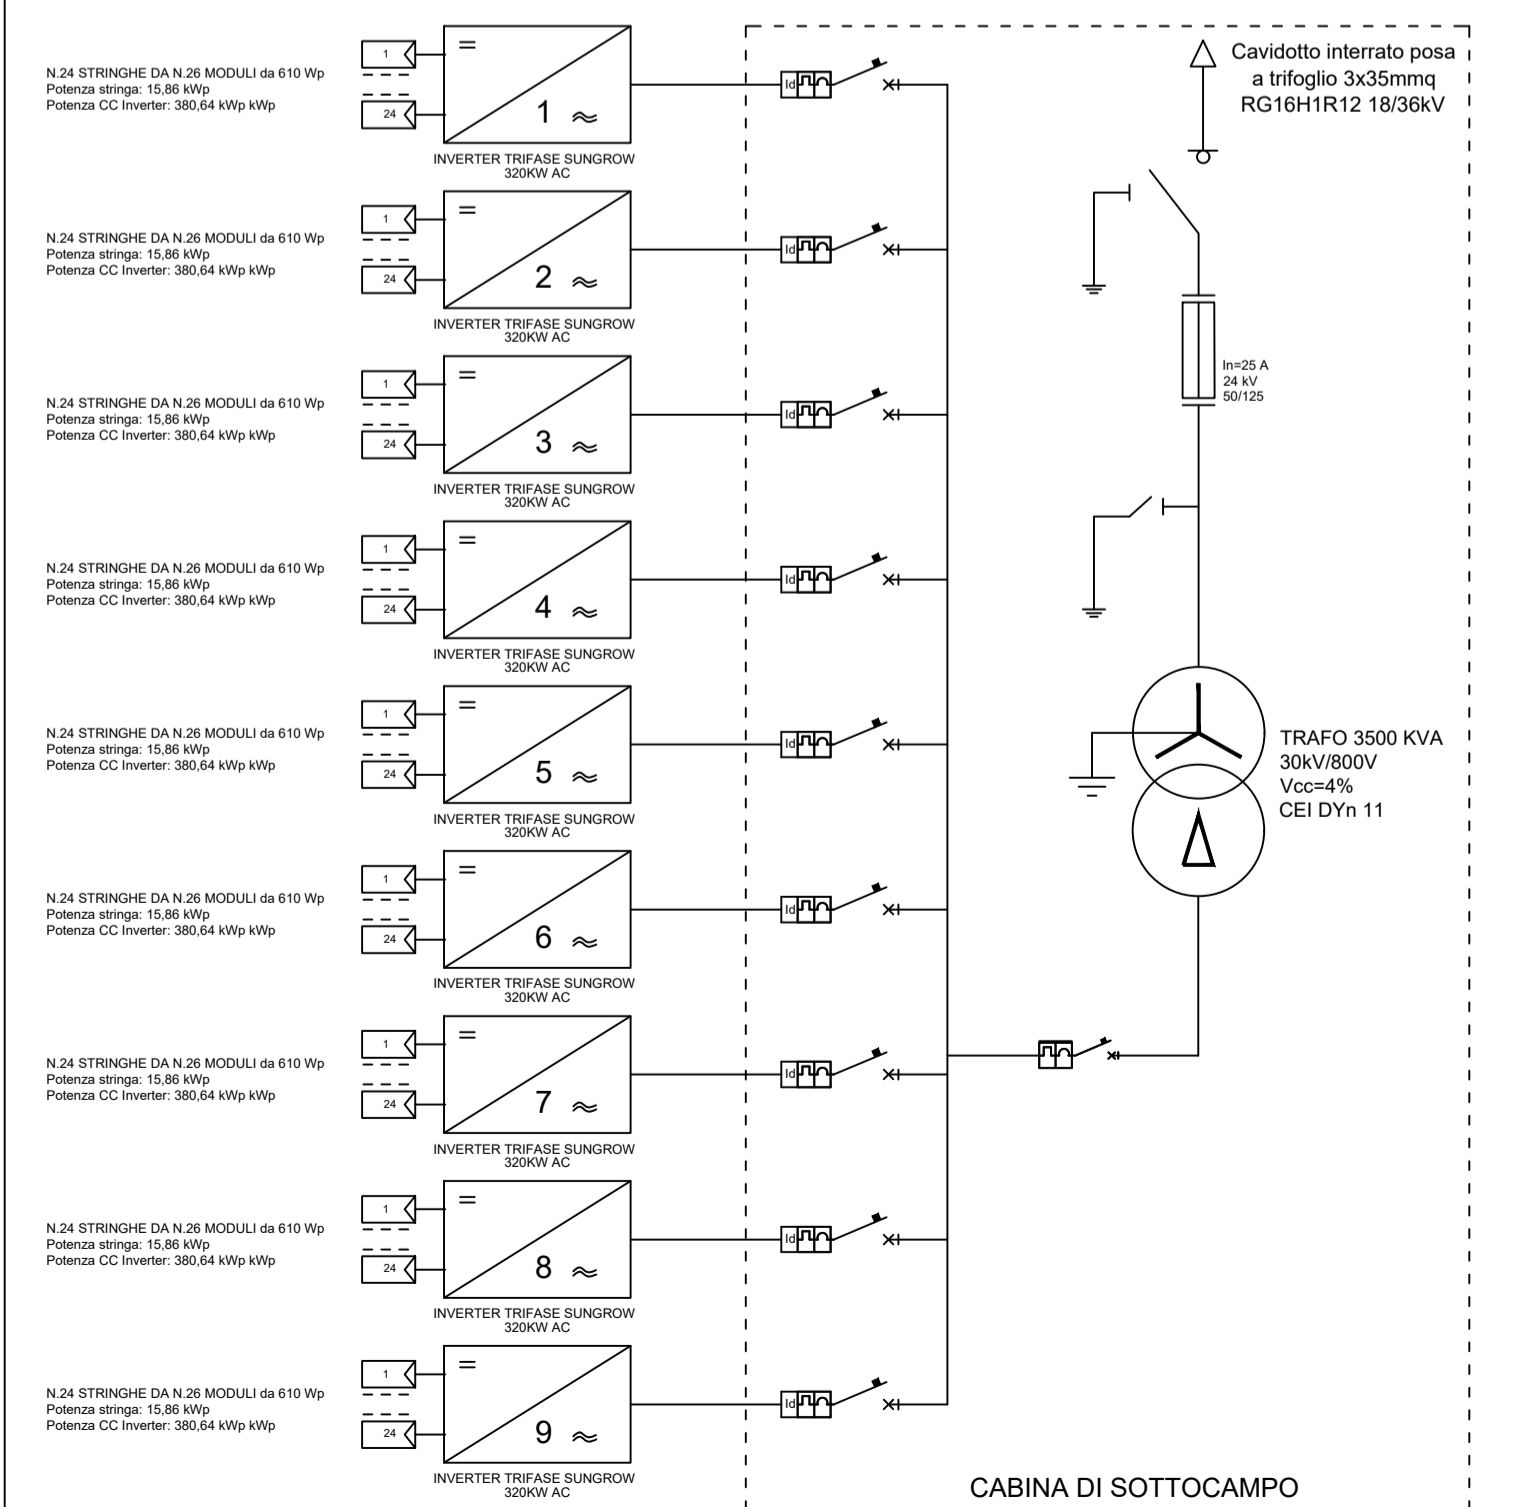 N.24 STRINGHE DA N.26 MODULI da 610 Wp
Potenza stringa: 15,86 kWp
Potenza CC Inverter: 380,64 kWp kWp
1
24
=
1
≈
INVERTER TRIFASE SUNGROW
320KW AC
Id
Cavidotto interrato posa
a trifoglio 3x35mmq
RG16H1R12 18/36kV
N.24 STRINGHE DA N.26 MODULI da 610 Wp
Potenza stringa: 15,86 kWp
Potenza CC Inverter: 380,64 kWp kWp
1
24
=
2
≈
INVERTER TRIFASE SUNGROW
320KW AC
Id
N.24 STRINGHE DA N.26 MODULI da 610 Wp
Potenza stringa: 15,86 kWp
Potenza CC Inverter: 380,64 kWp kWp
1
24
=
3
≈
INVERTER TRIFASE SUNGROW
320KW AC
Id
In=25 A
24 kV
50/125
N.24 STRINGHE DA N.26 MODULI da 610 Wp
Potenza stringa: 15,86 kWp
Potenza CC Inverter: 380,64 kWp kWp
1
24
=
4
≈
INVERTER TRIFASE SUNGROW
320KW AC
Id
N.24 STRINGHE DA N.26 MODULI da 610 Wp
Potenza stringa: 15,86 kWp
Potenza CC Inverter: 380,64 kWp kWp
1
24
=
5
≈
INVERTER TRIFASE SUNGROW
320KW AC
Id
TRAFO 3500 KVA
30kV/800V
Vcc=4%
CEI DYn 11
N.24 STRINGHE DA N.26 MODULI da 610 Wp
Potenza stringa: 15,86 kWp
Potenza CC Inverter: 380,64 kWp kWp
1
24
=
6
≈
INVERTER TRIFASE SUNGROW
320KW AC
Id
N.24 STRINGHE DA N.26 MODULI da 610 Wp
Potenza stringa: 15,86 kWp
Potenza CC Inverter: 380,64 kWp kWp
1
24
=
7
≈
INVERTER TRIFASE SUNGROW
320KW AC
Id
N.24 STRINGHE DA N.26 MODULI da 610 Wp
Potenza stringa: 15,86 kWp
Potenza CC Inverter: 380,64 kWp kWp
1
24
=
8
≈
INVERTER TRIFASE SUNGROW
320KW AC
Id
N.24 STRINGHE DA N.26 MODULI da 610 Wp
Potenza stringa: 15,86 kWp
Potenza CC Inverter: 380,64 kWp kWp
1
24
=
9
≈
INVERTER TRIFASE SUNGROW
320KW AC
Id
CABINA DI SOTTOCAMPO